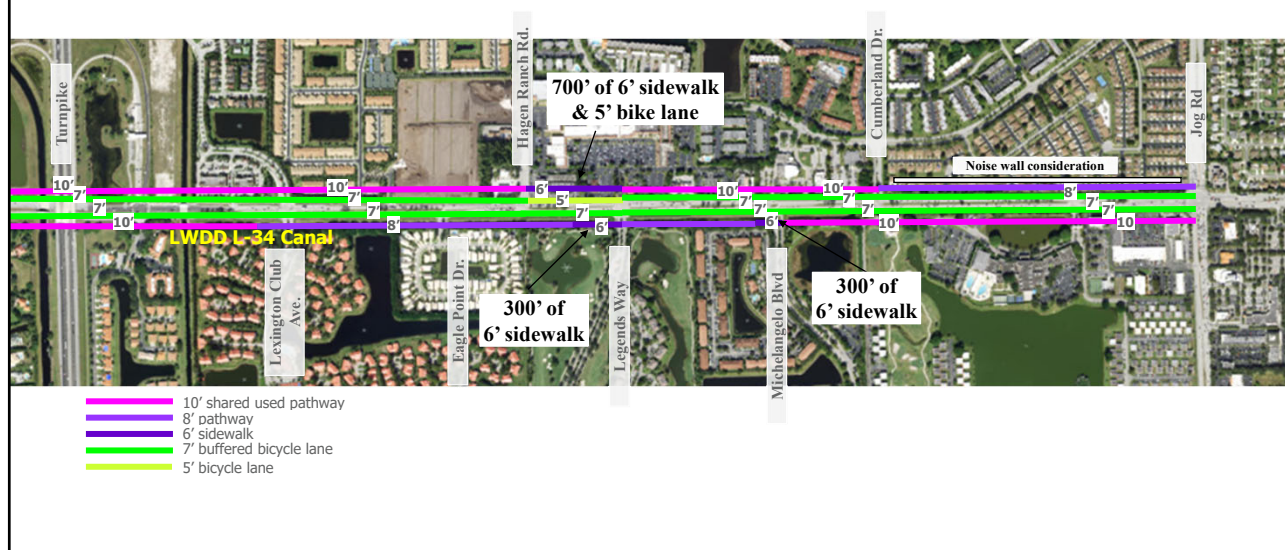 Turnpike
Hagen Ranch Rd.
700' of 6' sidewalk
& 5' bike lane
Cumberland Dr.
Jog Rd
Noise wall consideration
10'
7'
10'
7'
6'
5'
10'
7'
10'
7'
8'
7'
7'
10'
LWDD L-34 Canal
7'
8'
7'
6'
7'
6'
7'
10'
7'
10
Lexington Club
Ave.
Eagle Point Dr.
300' of
6' sidewalk
Legends Way
Michelangelo Blvd
300' of
6' sidewalk
10' shared used pathway
8' pathway
6' sidewalk
7' buffered bicycle lane
5' bicycle lane